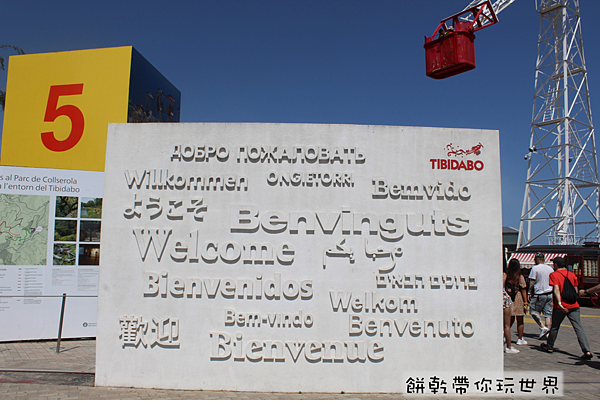 5
s al Parc de Collserola
a l'entorn del Tibidabo
ДОБРО ПОЖАЛОВАТЬ
TIBIDABO
Willkommen
ONGI ETORRI
Bemvido
ようこそ
Benvinguts
Welcome
Bienvenidos
Welkom
Bem-vindo
Benvenuto
歡迎
Bienvenue
餅乾帶你玩世界